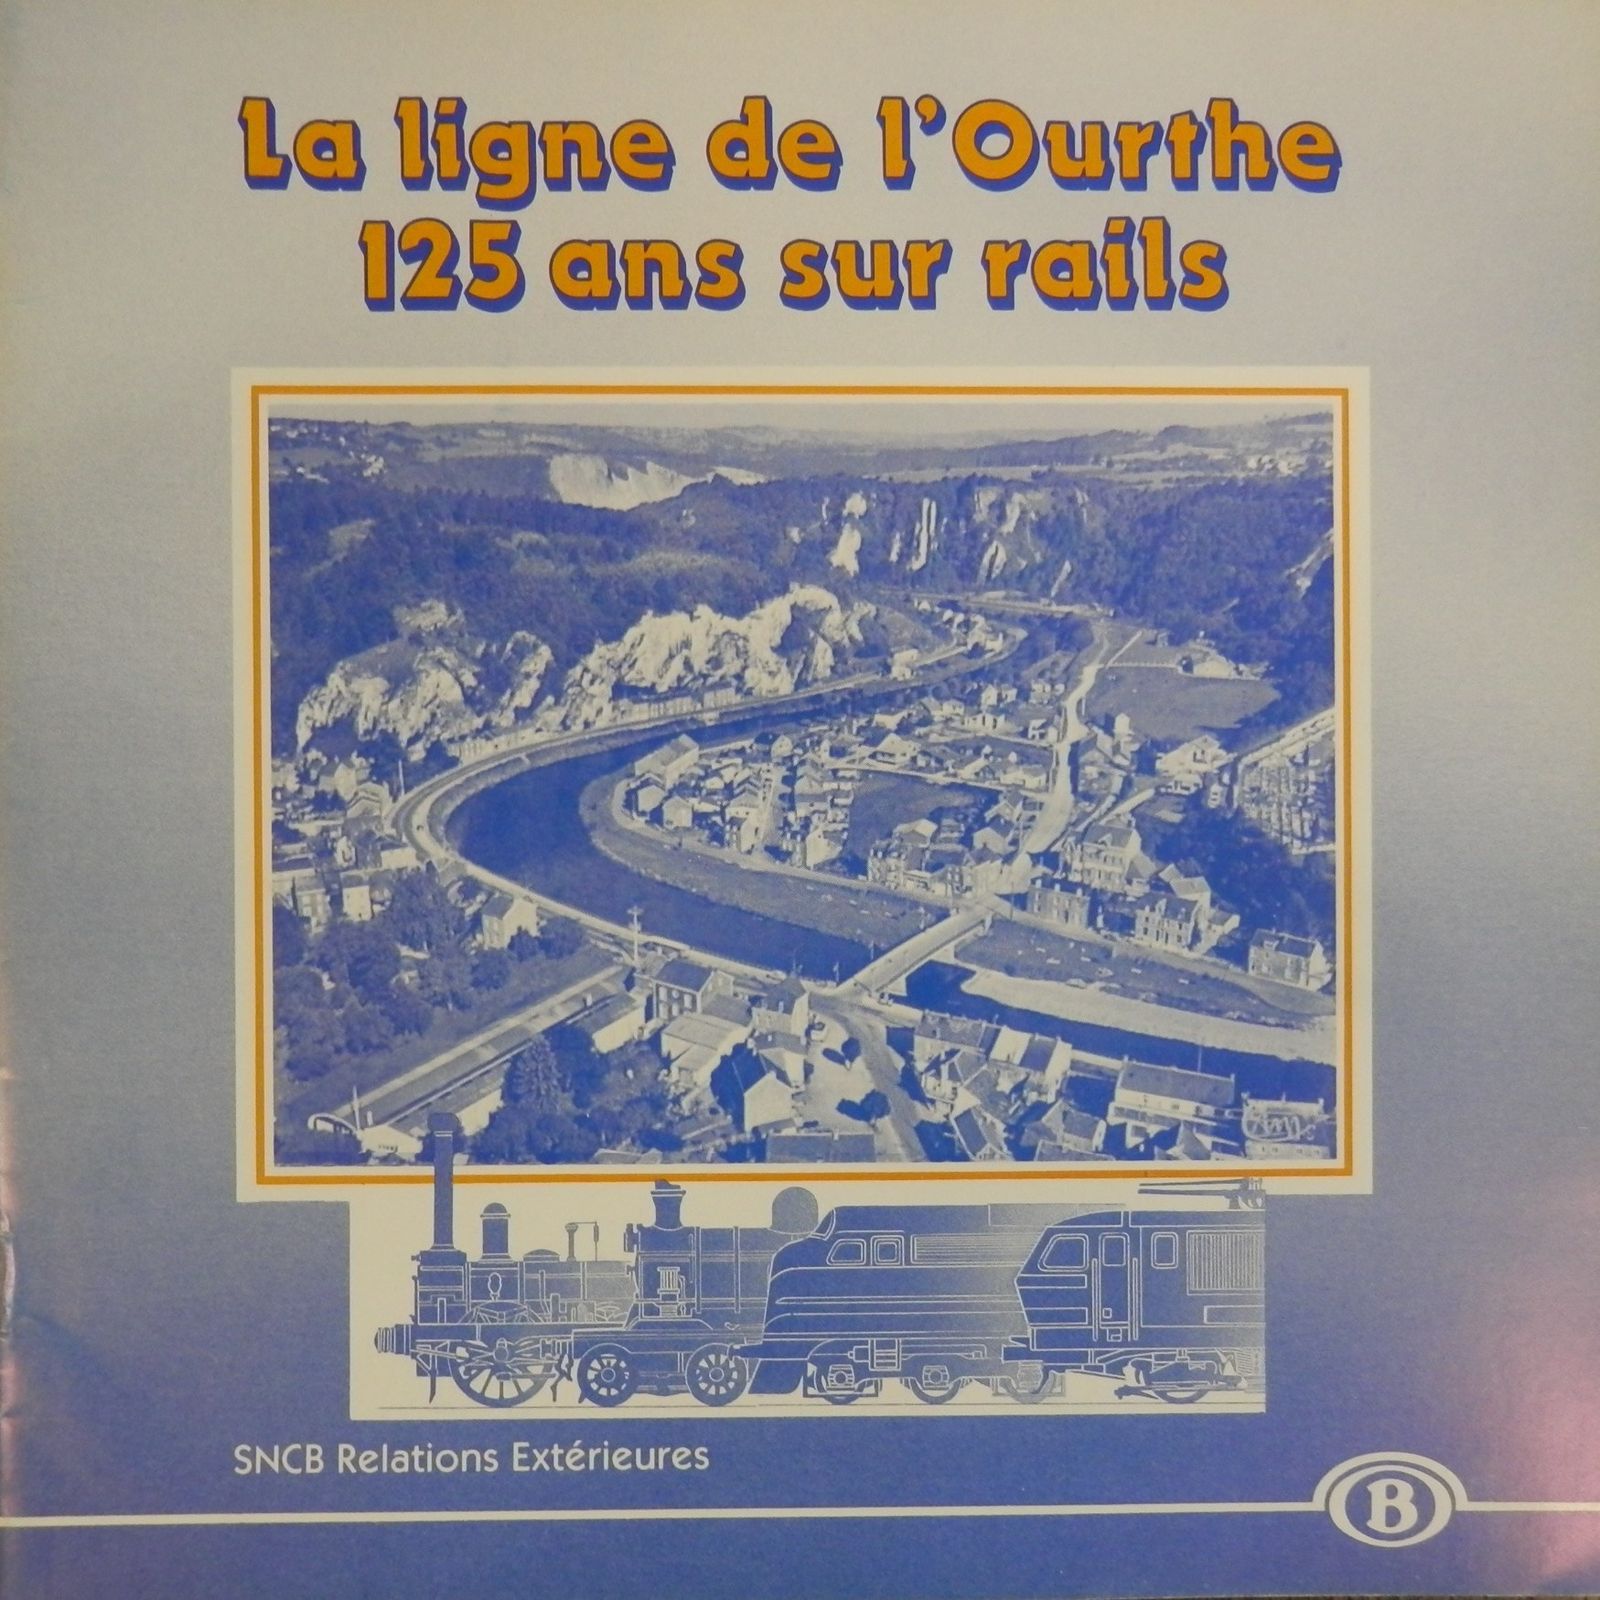 La ligne de l'Ourthe
125 ans sur rails
SNCB Relations Extérieures
B